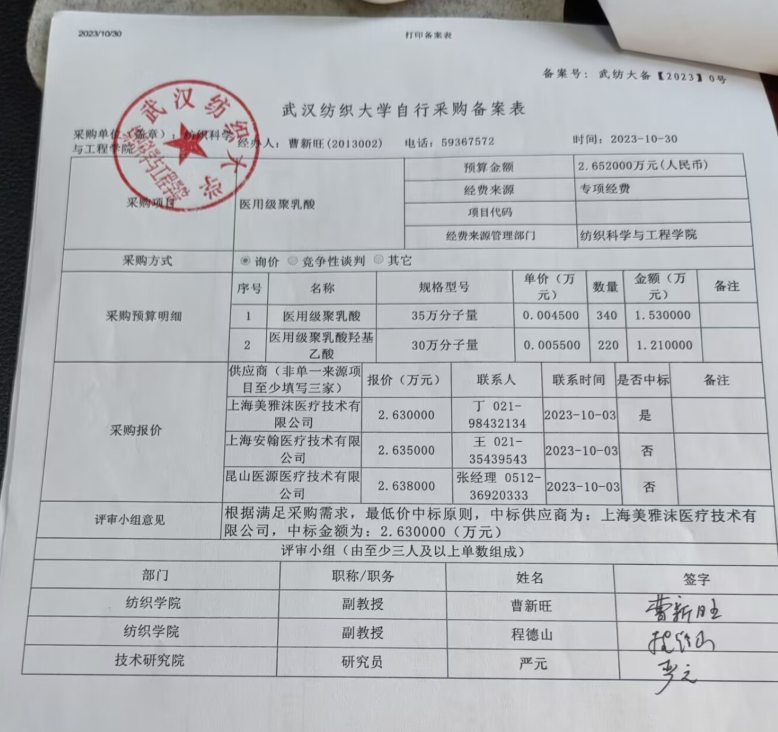 2023/10/30
打印备案表
备案号：武纺大备【2023】0号
武汉纺织大学自行采购备案表
采购单位（盖章）：纺织科学与工程学院 经办人：曹新旺(2013002) 电话：59367572 时间：2023-10-30
武汉纺织大学
采购项目 医用级聚乳酸
预算金额 2.652000万元(人民币)
经费来源 专项经费
项目代码
经费来源管理部门 纺织科学与工程学院
采购方式 询价 竞争性谈判 其它
采购预算明细
序号 名称 规格型号 单价（万元） 数量 金额（万元） 备注
1 医用级聚乳酸 35万分子量 0.004500 340 1.530000
2 医用级聚乳酸羟基乙酸 30万分子量 0.005500 220 1.210000
采购报价
供应商（非单一来源项目至少填写三家） 报价（万元） 联系人 联系时间 是否中标 备注
上海美雅沫医疗技术有限公司 2.630000 丁 021-98432134 2023-10-03 是
上海安翰医疗技术有限公司 2.635000 王 021-35439543 2023-10-03 否
昆山医源医疗技术有限公司 2.638000 张经理 0512-36920333 2023-10-03 否
评审小组意见
根据满足采购需求，最低价中标原则，中标供应商为：上海美雅沫医疗技术有
限公司，中标金额为：2.630000（万元）
评审小组（由至少三人及以上单数组成）
部门 职称/职务 姓名 签字
纺织学院 副教授 曹新旺 曹新旺
纺织学院 副教授 程德山 程德山
技术研究院 研究员 严元 严元